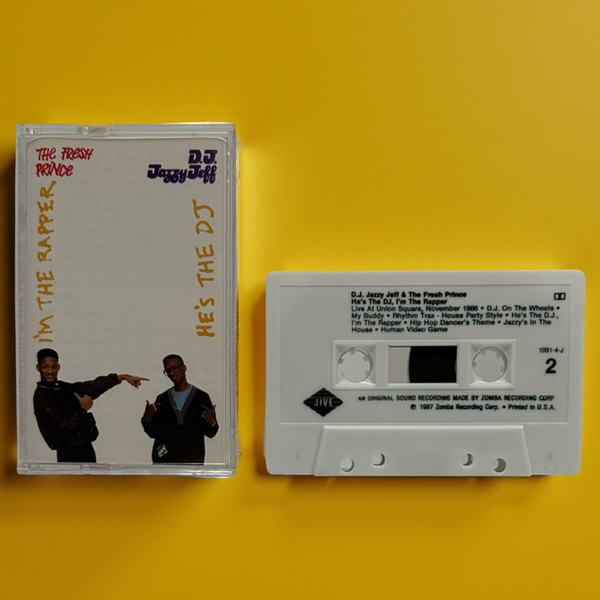 THE FRESH
PRINCE
I'M THE RAPPER
D.J.
Jazzy Jeff
HE'S THE DJ
D.J. Jazzy Jeff & The Fresh Prince
He's The DJ, I'm The Rapper
Live At Union Square, November 1986 • D.J. On The Wheels •
My Buddy • Rhythm Trax - House Party Style • He's The D.J.,
I'm The Rapper • Hip Hop Dancer's Theme • Jazzy's In The
House • Human Video Game
1091-4-J
2
JIVE
AN ORIGINAL SOUND RECORDING MADE BY ZOMBA RECORDING CORP
℗ 1987 Zomba Recording Corp. • Printed in U.S.A.